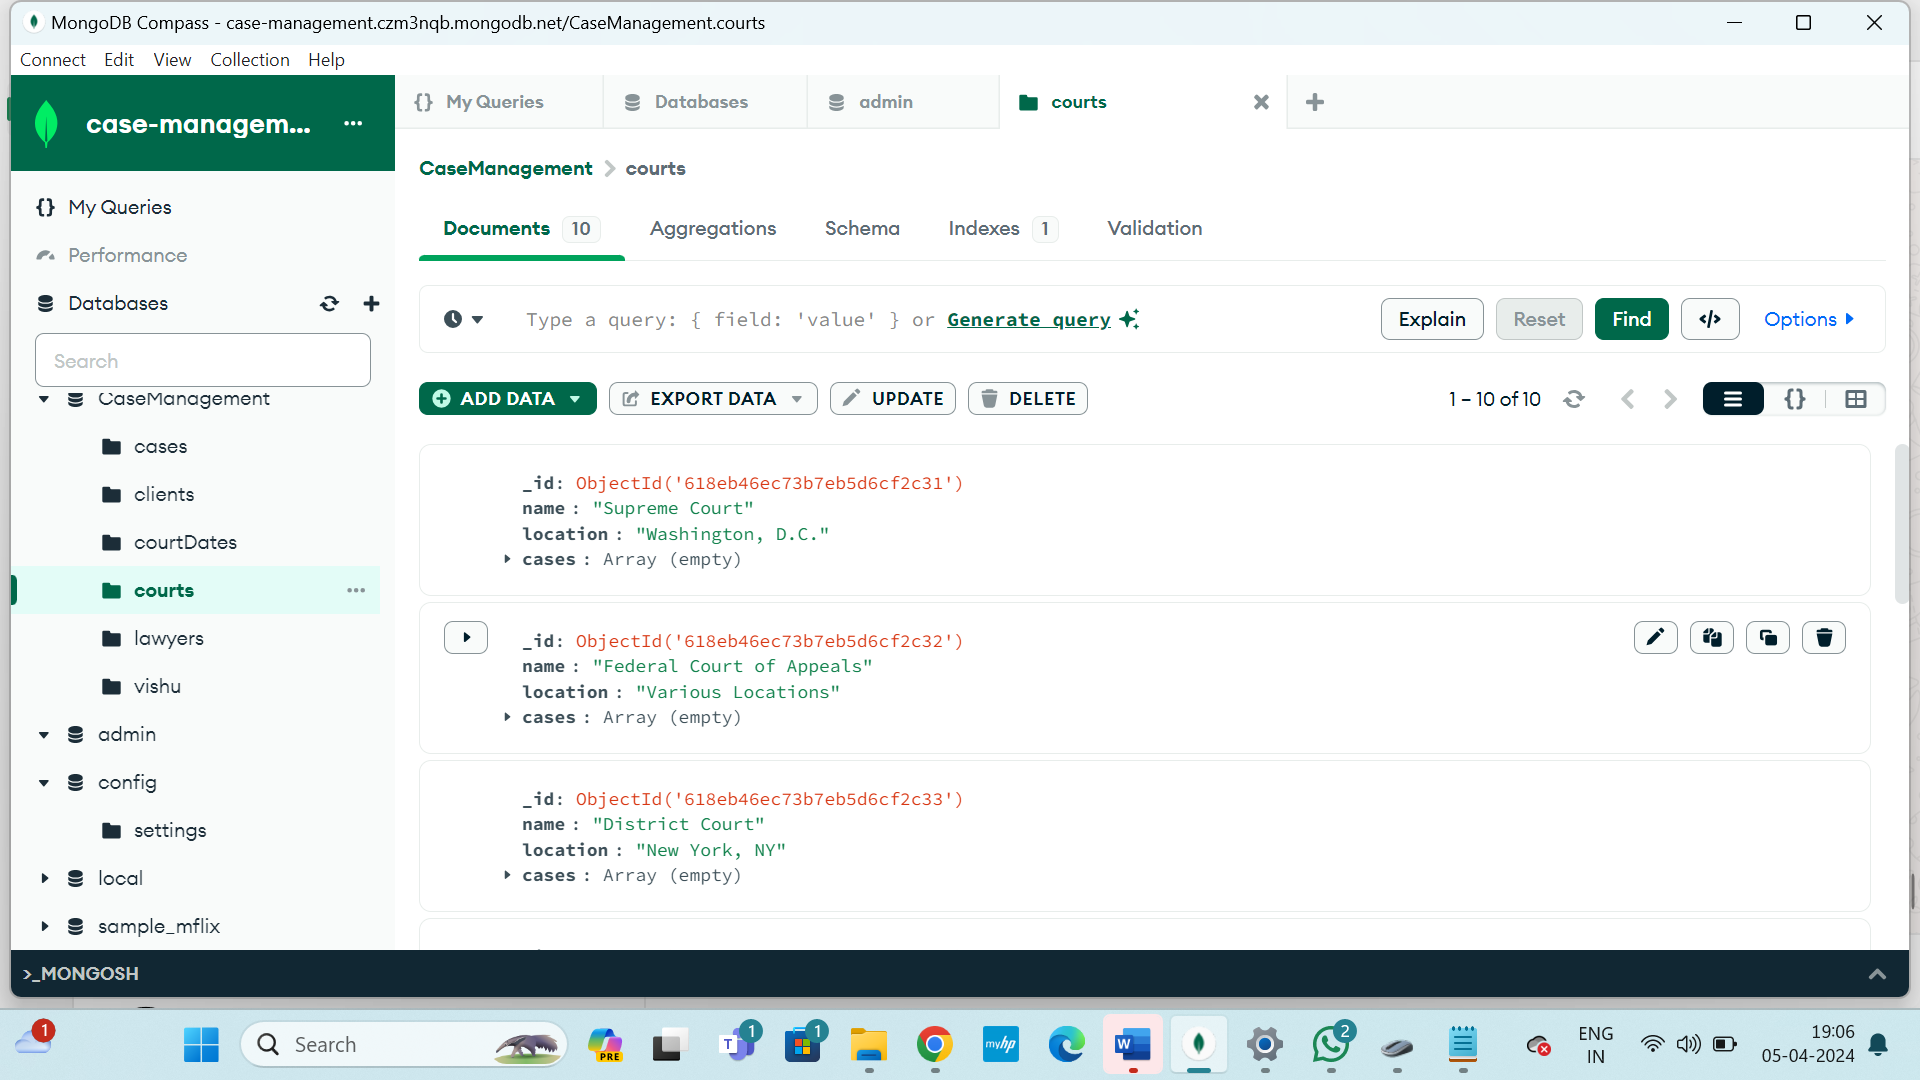 MongoDB Compass - case-management.czm3nqb.mongodb.net/CaseManagement.courts
Connect Edit View Collection Help
case-managem...
My Queries
Databases
admin
courts
{} My Queries
Performance
Databases
Search
CaseManagement
cases
clients
courtDates
courts
lawyers
vishu
admin
config
settings
local
sample_mflix
CaseManagement > courts
Documents 10
Aggregations
Schema
Indexes 1
Validation
Type a query: { field: 'value' } or Generate query
Explain
Reset
Find
</>
Options
ADD DATA
EXPORT DATA
UPDATE
DELETE
1 – 10 of 10
{}
_id: ObjectId('618eb46ec73b7eb5d6cf2c31')
name : "Supreme Court"
location : "Washington, D.C."
cases : Array (empty)
_id: ObjectId('618eb46ec73b7eb5d6cf2c32')
name : "Federal Court of Appeals"
location : "Various Locations"
cases : Array (empty)
_id: ObjectId('618eb46ec73b7eb5d6cf2c33')
name : "District Court"
location : "New York, NY"
cases : Array (empty)
>_MONGOSH
1
Search
PRE
T
1
1
myhp
W
2
ENG
IN
19:06
05-04-2024